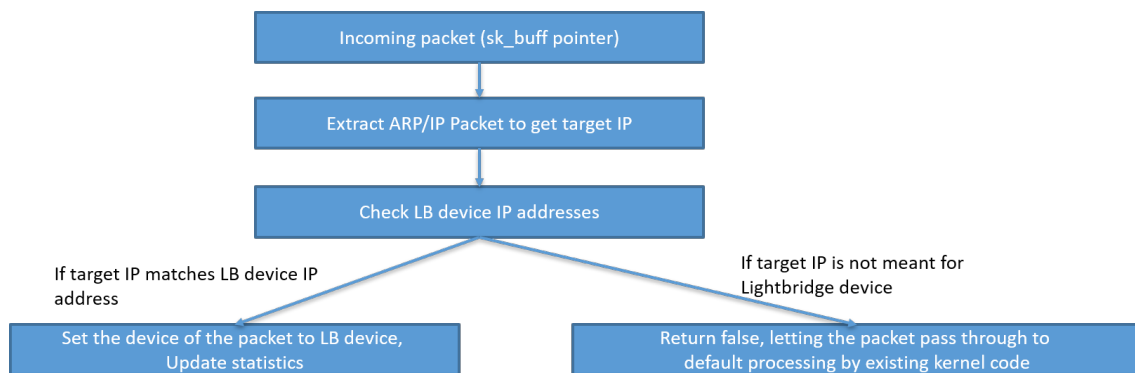 Incoming packet (sk_buff pointer)
Extract ARP/IP Packet to get target IP
Check LB device IP addresses
If target IP matches LB device IP
address
If target IP is not meant for
Lightbridge device
Set the device of the packet to LB device,
Update statistics
Return false, letting the packet pass through to
default processing by existing kernel code